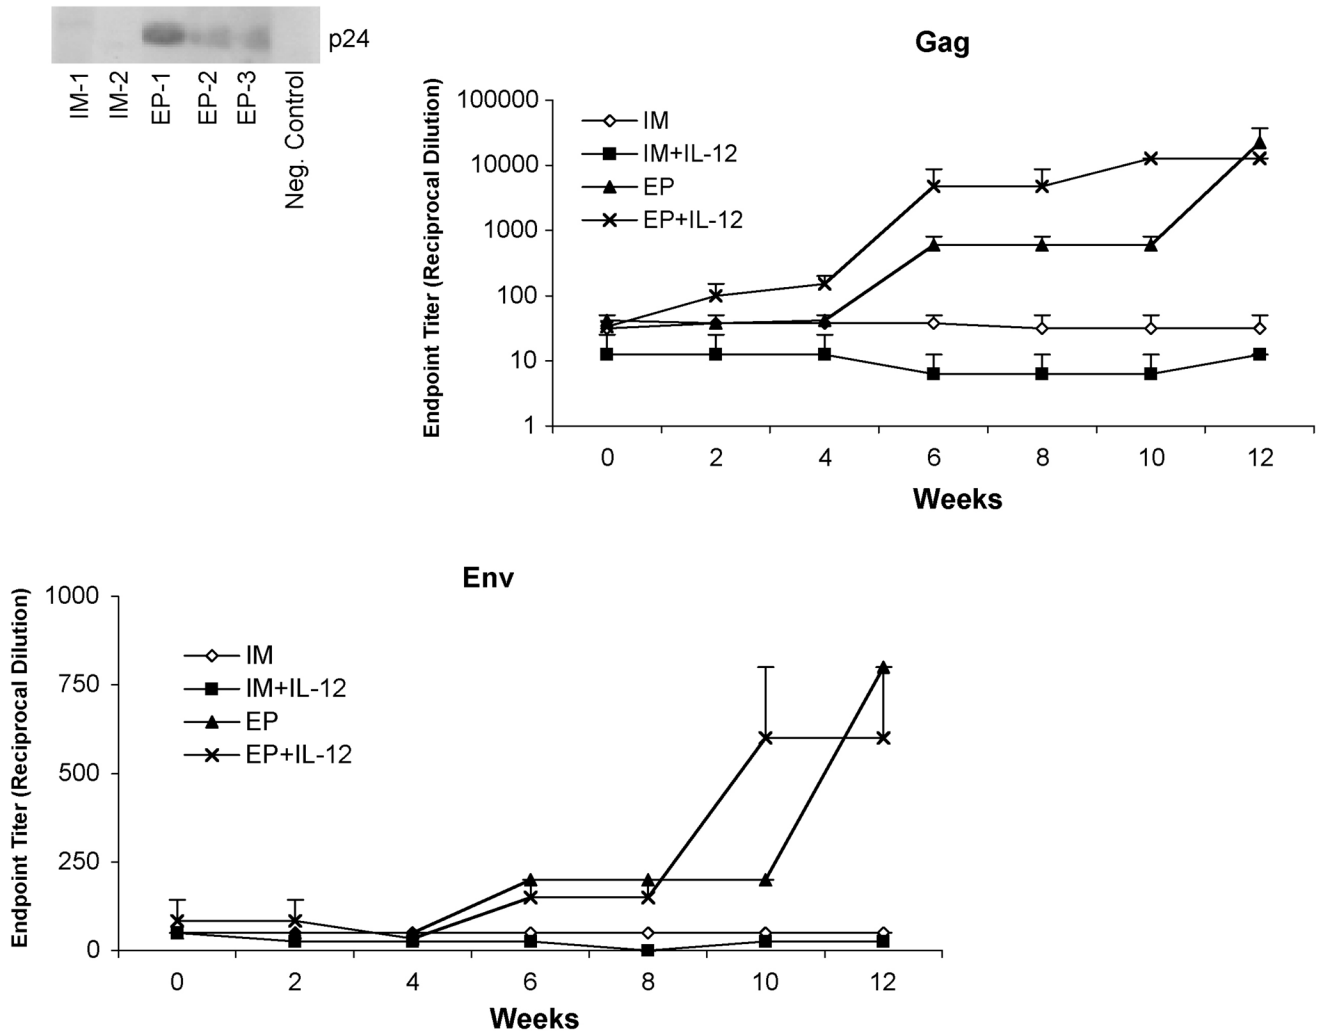 p24
IM-1
IM-2
EP-1
EP-2
EP-3
Neg. Control
Gag
Endpoint Titer (Reciprocal Dilution)
100000
10000
1000
100
10
1
IM
IM+IL-12
EP
EP+IL-12
0 2 4 6 8 10 12
Weeks
Env
Endpoint Titer (Reciprocal Dilution)
1000
750
500
250
0
IM
IM+IL-12
EP
EP+IL-12
0 2 4 6 8 10 12
Weeks